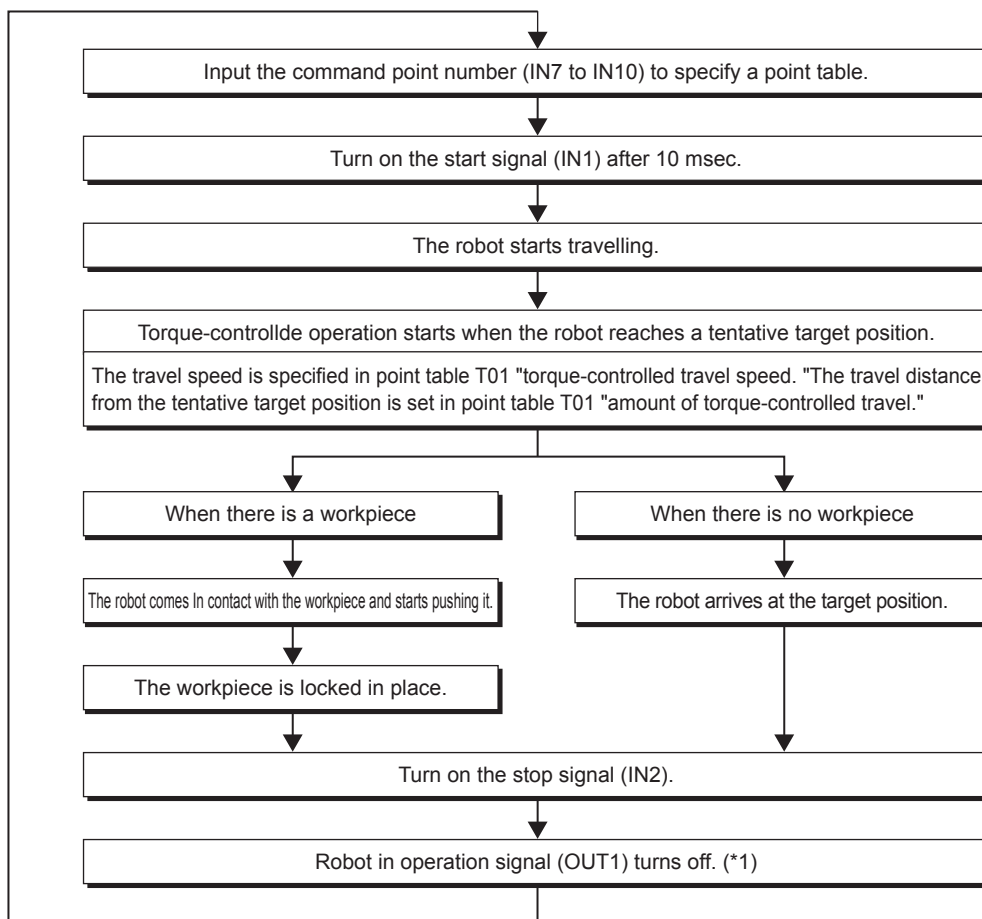 Input the command point number (IN7 to IN10) to specify a point table.
Turn on the start signal (IN1) after 10 msec.
The robot starts travelling.
Torque-controllde operation starts when the robot reaches a tentative target position.
The travel speed is specified in point table T01 "torque-controlled travel speed. "The travel distance
from the tentative target position is set in point table T01 "amount of torque-controlled travel."
When there is a workpiece
When there is no workpiece
The robot comes In contact with the workpiece and starts pushing it.
The robot arrives at the target position.
The workpiece is locked in place.
Turn on the stop signal (IN2).
Robot in operation signal (OUT1) turns off. (*1)